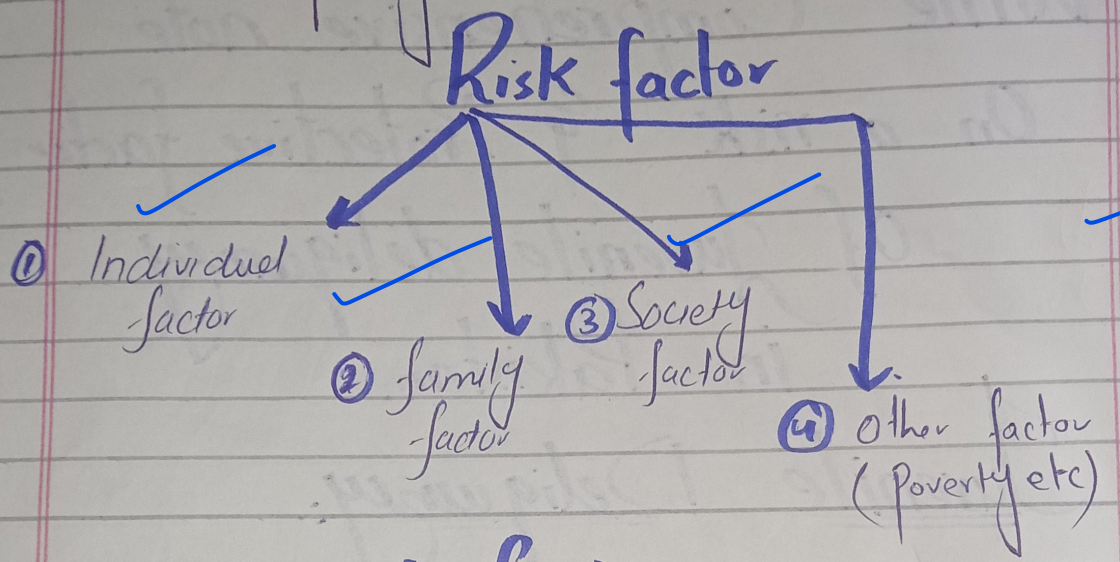 Risk factor
① Individual
factor
② family
factor
③ Society
factor
④ Other factor
(Poverty etc)